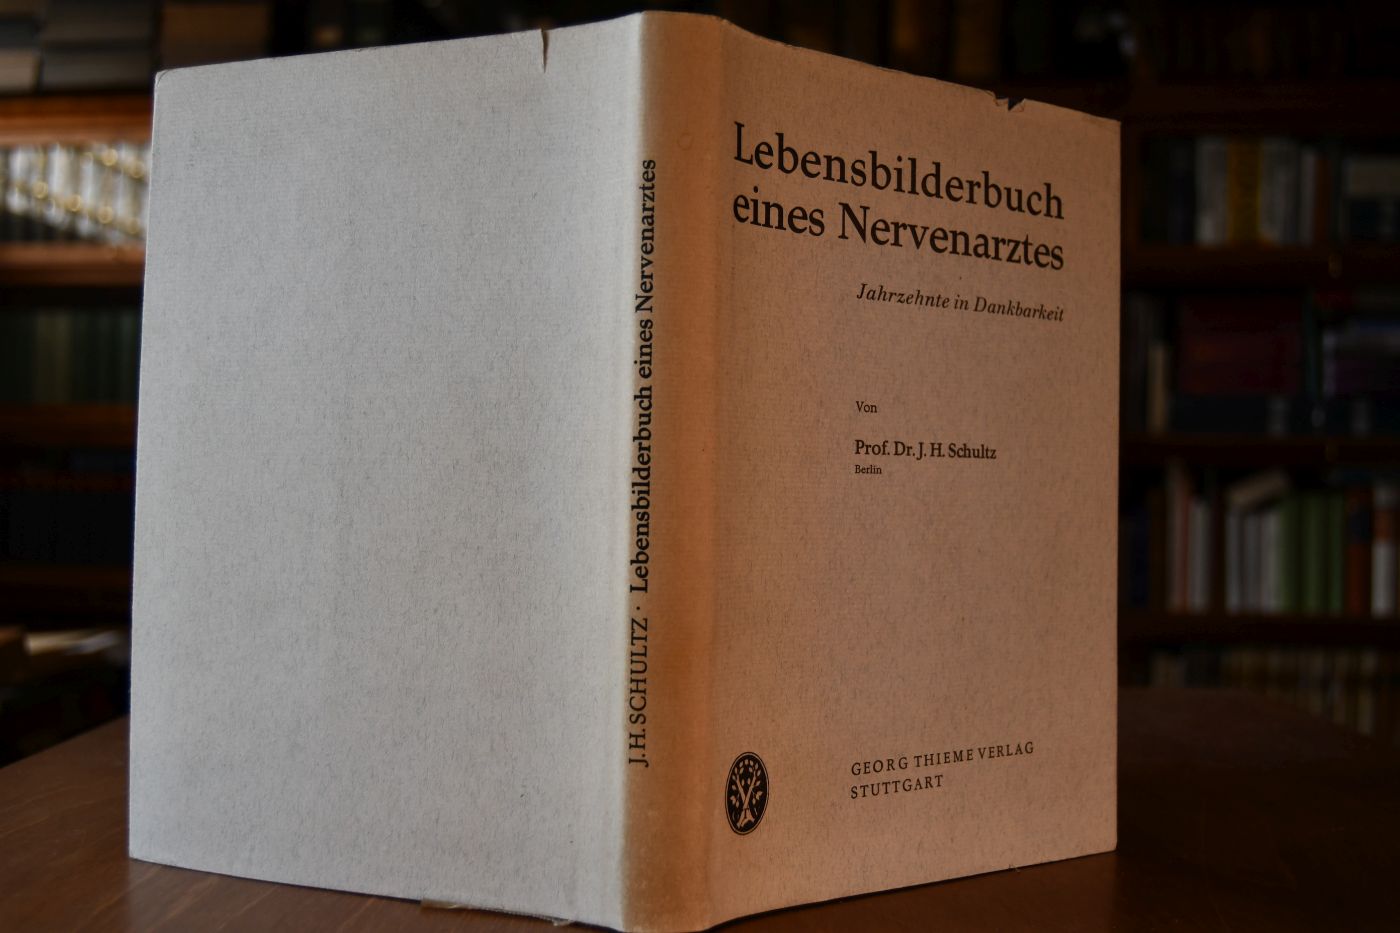 J. H. SCHULTZ · Lebensbilderbuch eines Nervenarztes
Lebensbilderbuch
eines Nervenarztes
Jahrzehnte in Dankbarkeit
Von
Prof. Dr. J. H. Schultz
Berlin
GEORG THIEME VERLAG
STUTTGART